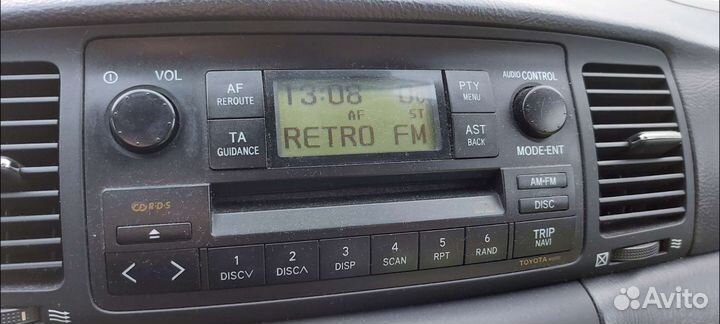 VOL
AF
REROUTE
TA
GUIDANCE
13:08
AF ST
RETRO FM
PTY
MENU
AST
BACK
AUDIO CONTROL
MODE·ENT
AM·FM
DISC
CD R·D·S
1
DISC∨
2
DISC∧
3
DISP
4
SCAN
5
RPT
6
RAND
TRIP
NAVI
< >
TOYOTA
Avito